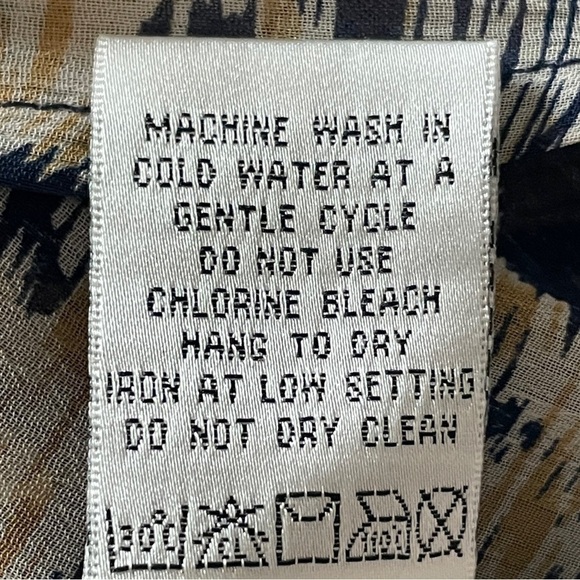 MACHINE WASH IN
COLD WATER AT A
GENTLE CYCLE
DO NOT USE
CHLORINE BLEACH
HANG TO DRY
IRON AT LOW SETTING
DO NOT DRY CLEAN
30°